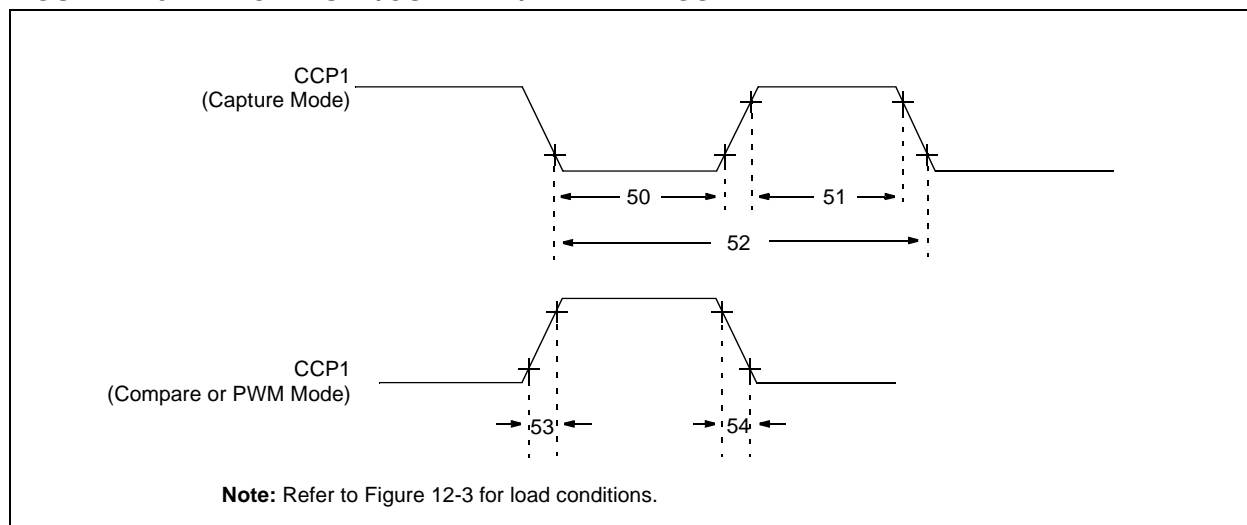 CCP1
(Capture Mode)
50
51
52
CCP1
(Compare or PWM Mode)
53
54
Note: Refer to Figure 12-3 for load conditions.